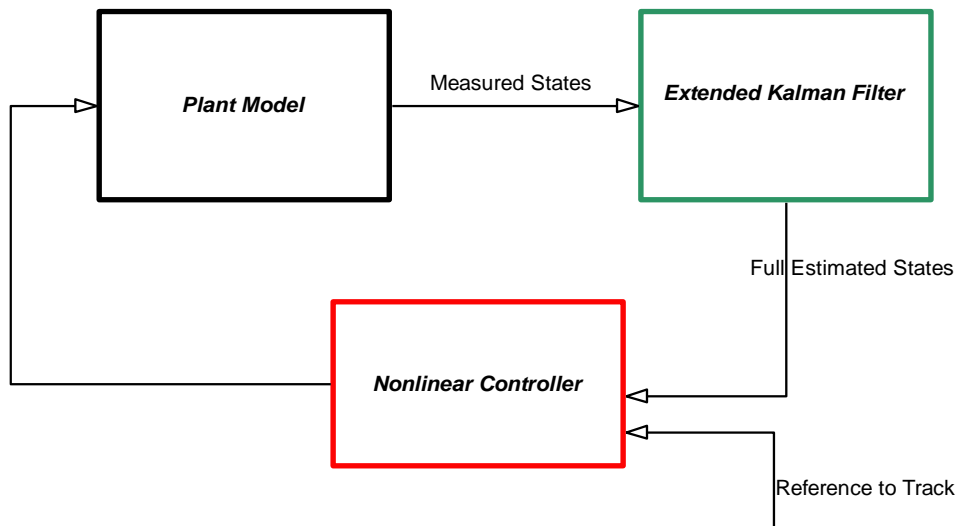 Plant Model
Measured States
Extended Kalman Filter
Full Estimated States
Nonlinear Controller
Reference to Track